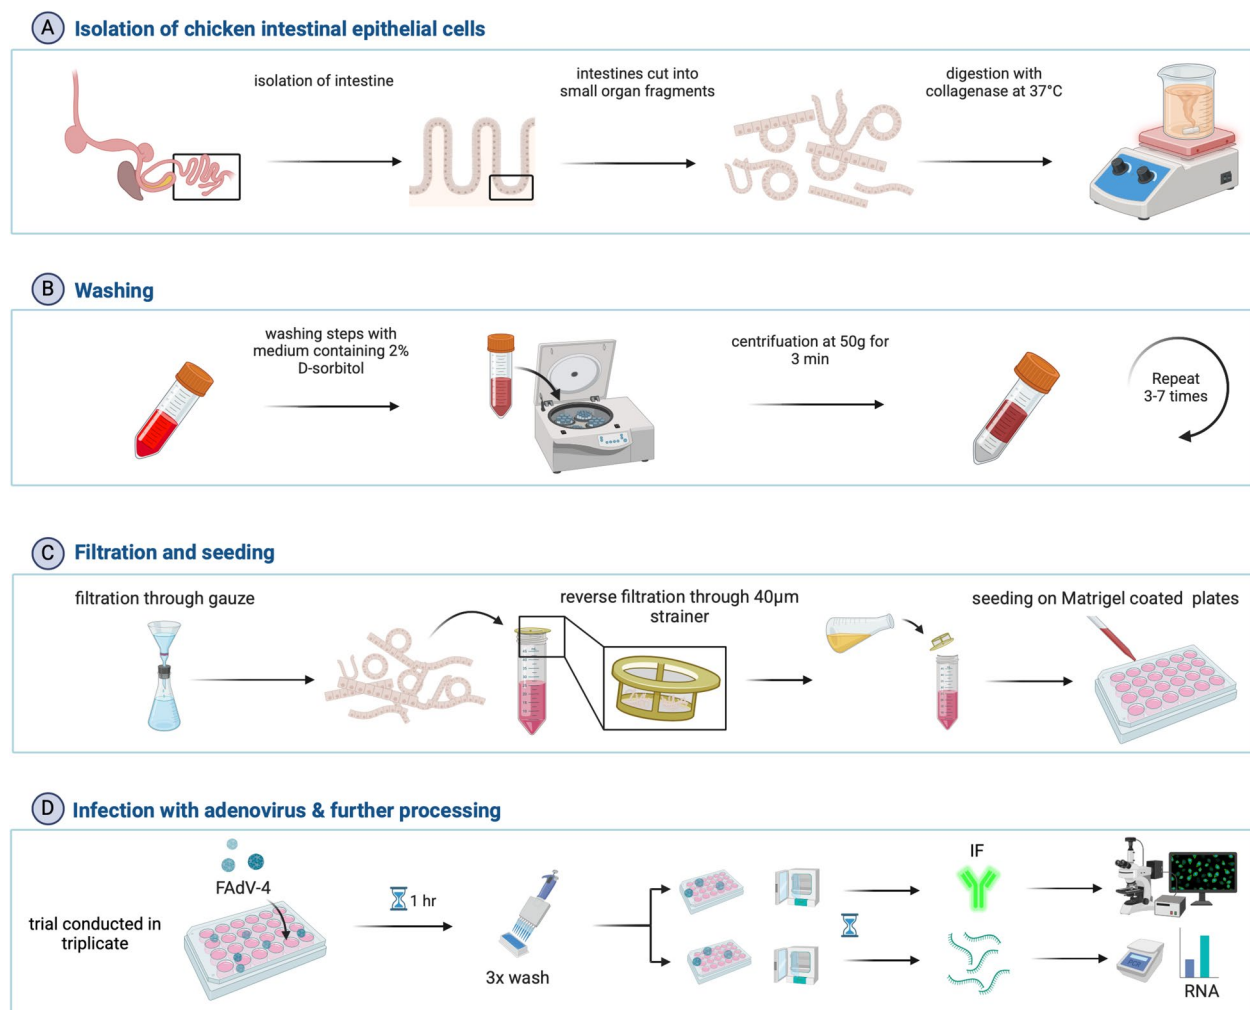 A Isolation of chicken intestinal epithelial cells
isolation of intestine
intestines cut into
small organ fragments
digestion with
collagenase at 37°C
B Washing
washing steps with
medium containing 2%
D-sorbitol
centrifuation at 50g for
3 min
Repeat
3-7 times
C Filtration and seeding
filtration through gauze
reverse filtration through 40µm
strainer
seeding on Matrigel coated plates
D Infection with adenovirus & further processing
FAdV-4
trial conducted in
triplicate
1 hr
3x wash
IF
RNA